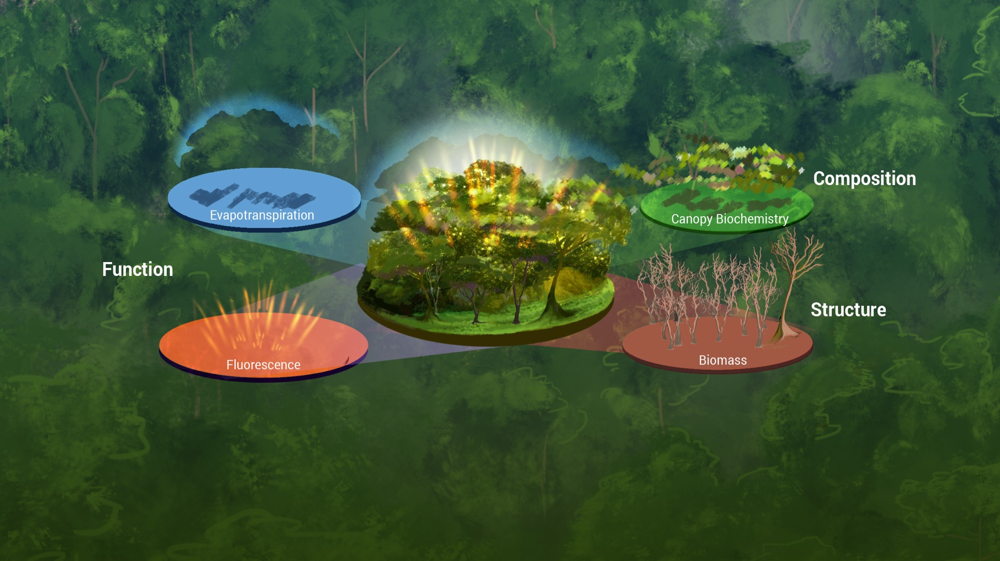 Composition
Evapotranspiration
Canopy Biochemistry
Function
Structure
Biomass
Fluorescence